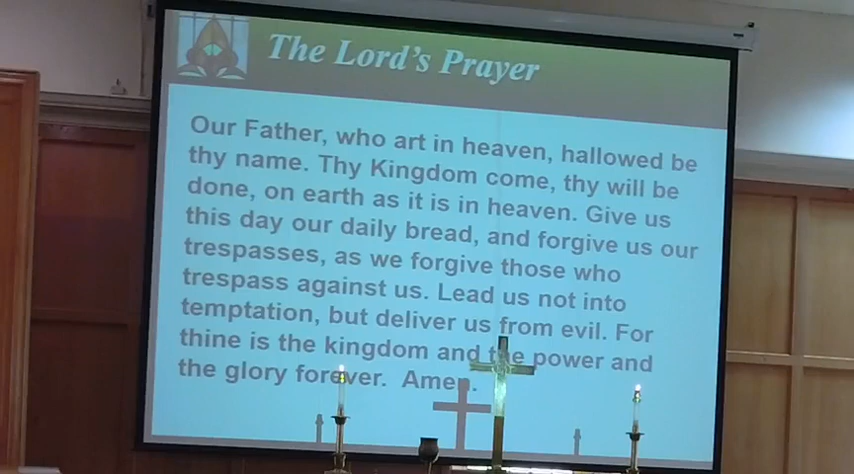 The Lord's Prayer
Our Father, who art in heaven, hallowed be
thy name. Thy Kingdom come, thy will be
done, on earth as it is in heaven. Give us
this day our daily bread, and forgive us our
trespasses, as we forgive those who
trespass against us. Lead us not into
temptation, but deliver us from evil. For
thine is the kingdom and the power and
the glory forever. Amen.